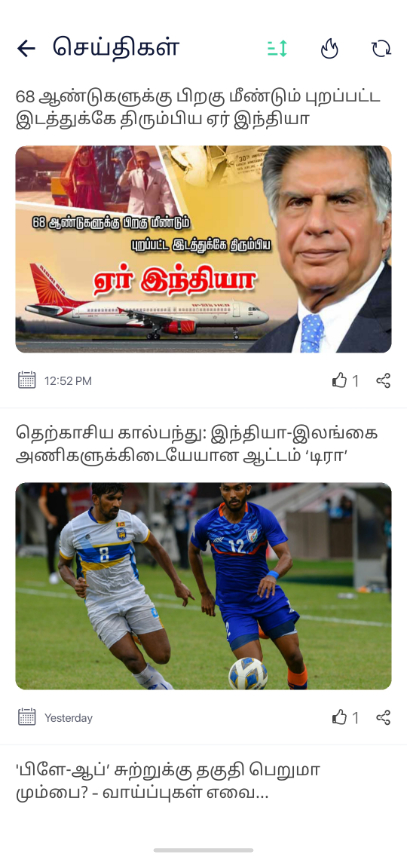 செய்திகள்
68 ஆண்டுகளுக்கு பிறகு மீண்டும் புறப்பட்ட
இடத்துக்கே திரும்பிய ஏர் இந்தியா
68 ஆண்டுகளுக்கு பிறகு மீண்டும்
புறப்பட்ட இடத்துக்கே திரும்பிய
ஏர் இந்தியா
12:52 PM
1
தெற்காசிய கால்பந்து: இந்தியா-இலங்கை
அணிகளுக்கிடையேயான ஆட்டம் ‘டிரா’
8
12
2
Yesterday
1
'பிளே-ஆப்’ சுற்றுக்கு தகுதி பெறுமா
மும்பை? – வாய்ப்புகள் எவை...